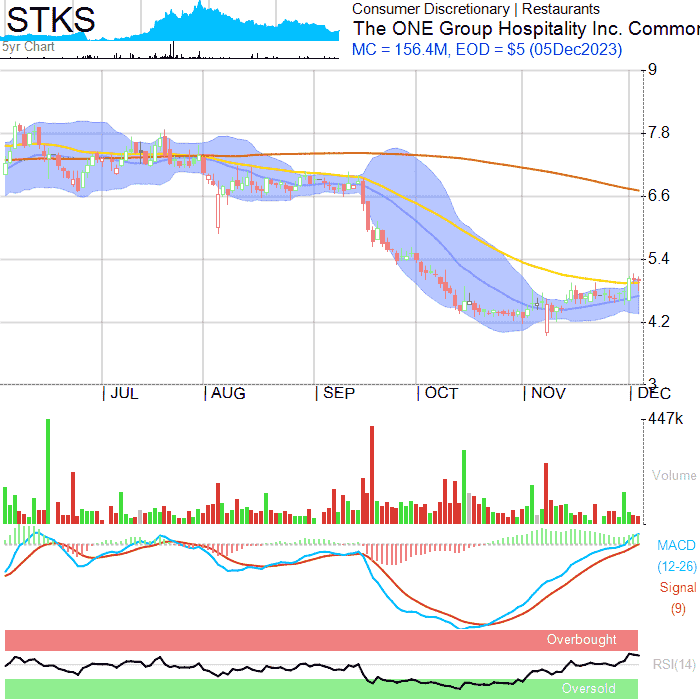 STKS
Consumer Discretionary | Restaurants
The ONE Group Hospitality Inc. Common
MC = 156.4M, EOD = $5 (05Dec2023)
5yr Chart
9
7.8
6.6
5.4
4.2
3
JUL AUG SEP OCT NOV DEC
447k
Volume
MACD
(12-26)
Signal
(9)
Overbought
RSI(14)
Oversold